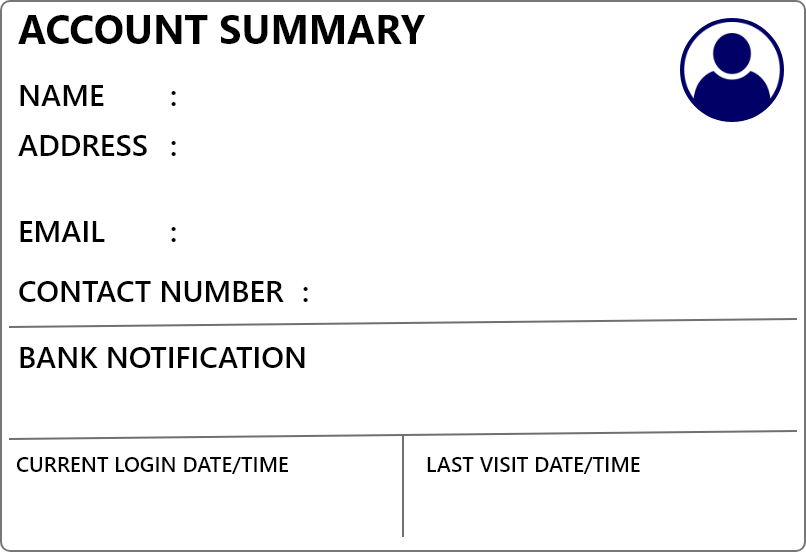 ACCOUNT SUMMARY
NAME :
ADDRESS :
EMAIL :
CONTACT NUMBER :
BANK NOTIFICATION
CURRENT LOGIN DATE/TIME
LAST VISIT DATE/TIME